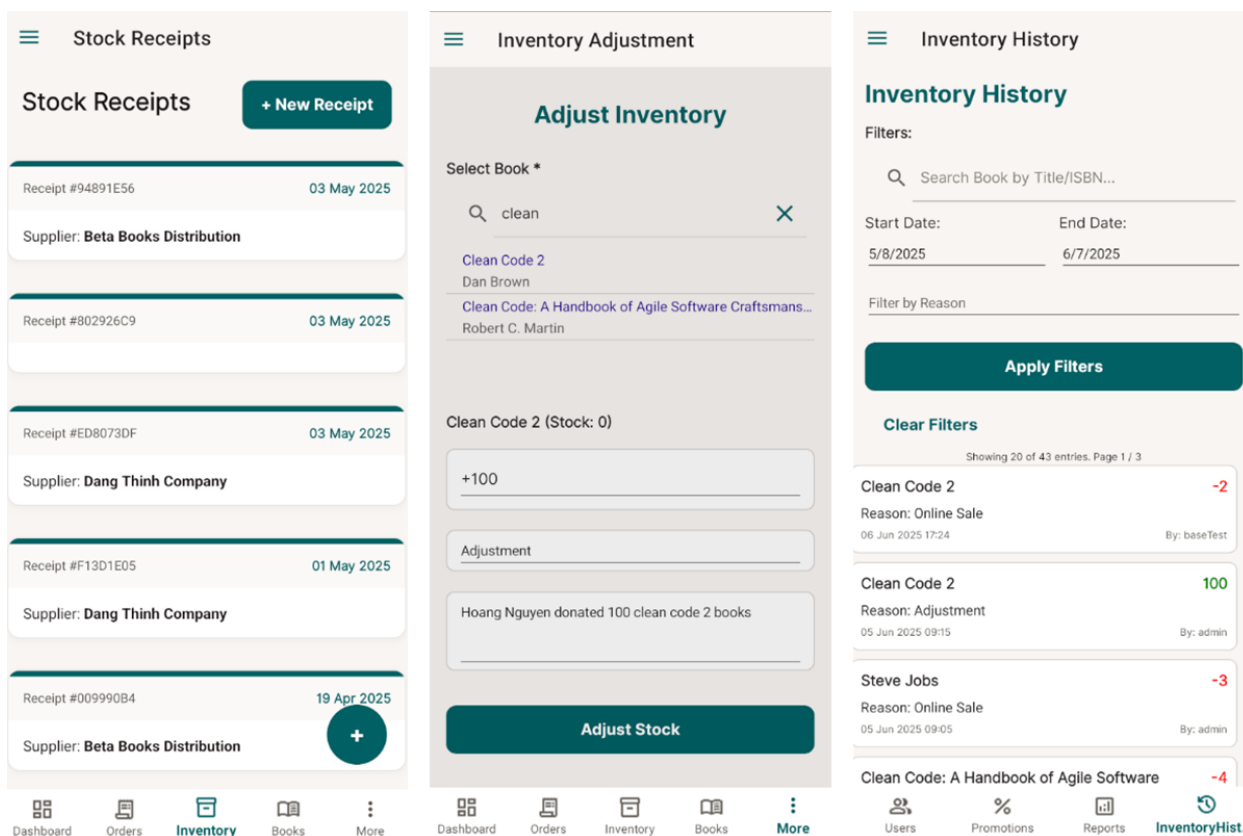 Stock Receipts
Stock Receipts
+ New Receipt
Receipt #94891E56 03 May 2025
Supplier: Beta Books Distribution
Receipt #802926C9 03 May 2025
Receipt #ED8073DF 03 May 2025
Supplier: Dang Thinh Company
Receipt #F13D1E05 01 May 2025
Supplier: Dang Thinh Company
Receipt #009990B4 19 Apr 2025
Supplier: Beta Books Distribution
+
Dashboard Orders Inventory Books More
Inventory Adjustment
Adjust Inventory
Select Book *
clean
Clean Code 2
Dan Brown
Clean Code: A Handbook of Agile Software Craftsmans...
Robert C. Martin
Clean Code 2 (Stock: 0)
+100
Adjustment
Hoang Nguyen donated 100 clean code 2 books
Adjust Stock
Dashboard Orders Inventory Books More
Inventory History
Inventory History
Filters:
Search Book by Title/ISBN...
Start Date: End Date:
5/8/2025 6/7/2025
Filter by Reason
Apply Filters
Clear Filters
Showing 20 of 43 entries. Page 1 / 3
Clean Code 2 -2
Reason: Online Sale
06 Jun 2025 17:24 By: baseTest
Clean Code 2 100
Reason: Adjustment
05 Jun 2025 09:15 By: admin
Steve Jobs -3
Reason: Online Sale
05 Jun 2025 09:05 By: admin
Clean Code: A Handbook of Agile Software -4
Users Promotions Reports InventoryHist